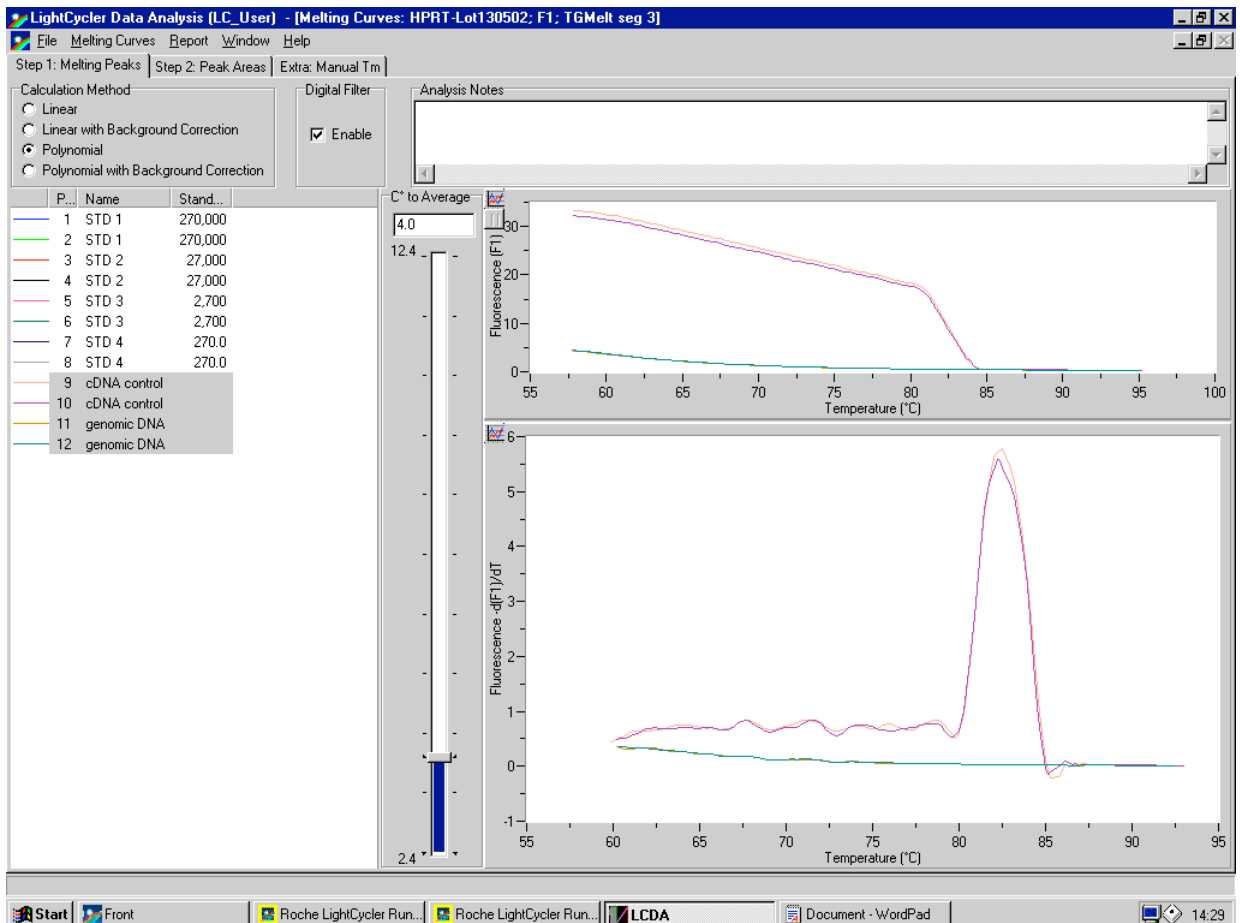 LightCycler Data Analysis (LC_User) - [Melting Curves: HPRT-Lot130502; F1; TGMelt seg 3]
File Melting Curves Report Window Help
Step 1: Melting Peaks Step 2: Peak Areas Extra: Manual Tm
Calculation Method
Linear
Linear with Background Correction
Polynomial
Polynomial with Background Correction
Digital Filter
Enable
Analysis Notes
P... Name Stand...
1 STD 1 270,000
2 STD 1 270,000
3 STD 2 27,000
4 STD 2 27,000
5 STD 3 2,700
6 STD 3 2,700
7 STD 4 270.0
8 STD 4 270.0
9 cDNA control
10 cDNA control
11 genomic DNA
12 genomic DNA
C° to Average
4.0
12.4
2.4
Fluorescence (F1)
30
20
10
0
55 60 65 70 75 80 85 90 95 100
Temperature (°C)
Fluorescence -d(F1)/dT
6
5
4
3
2
1
0
-1
55 60 65 70 75 80 85 90 95
Temperature (°C)
Start Front Roche LightCycler Run... Roche LightCycler Run... LCDA Document - WordPad 14:29